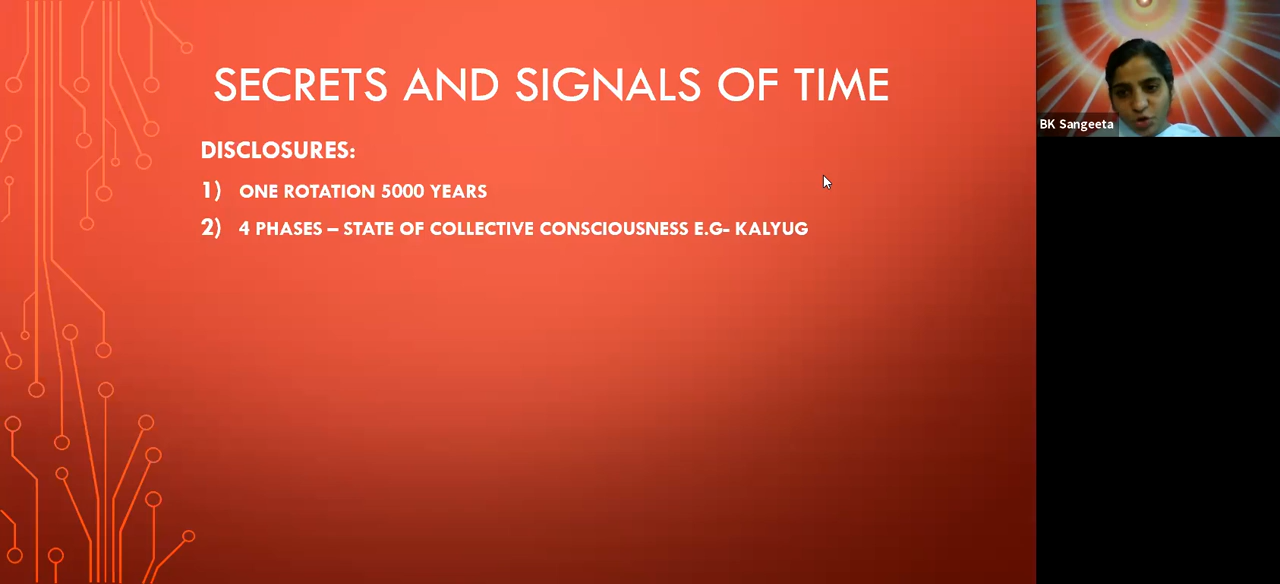 SECRETS AND SIGNALS OF TIME
DISCLOSURES:
1) ONE ROTATION 5000 YEARS
2) 4 PHASES – STATE OF COLLECTIVE CONSCIOUSNESS E.G- KALYUG
BK Sangeeta